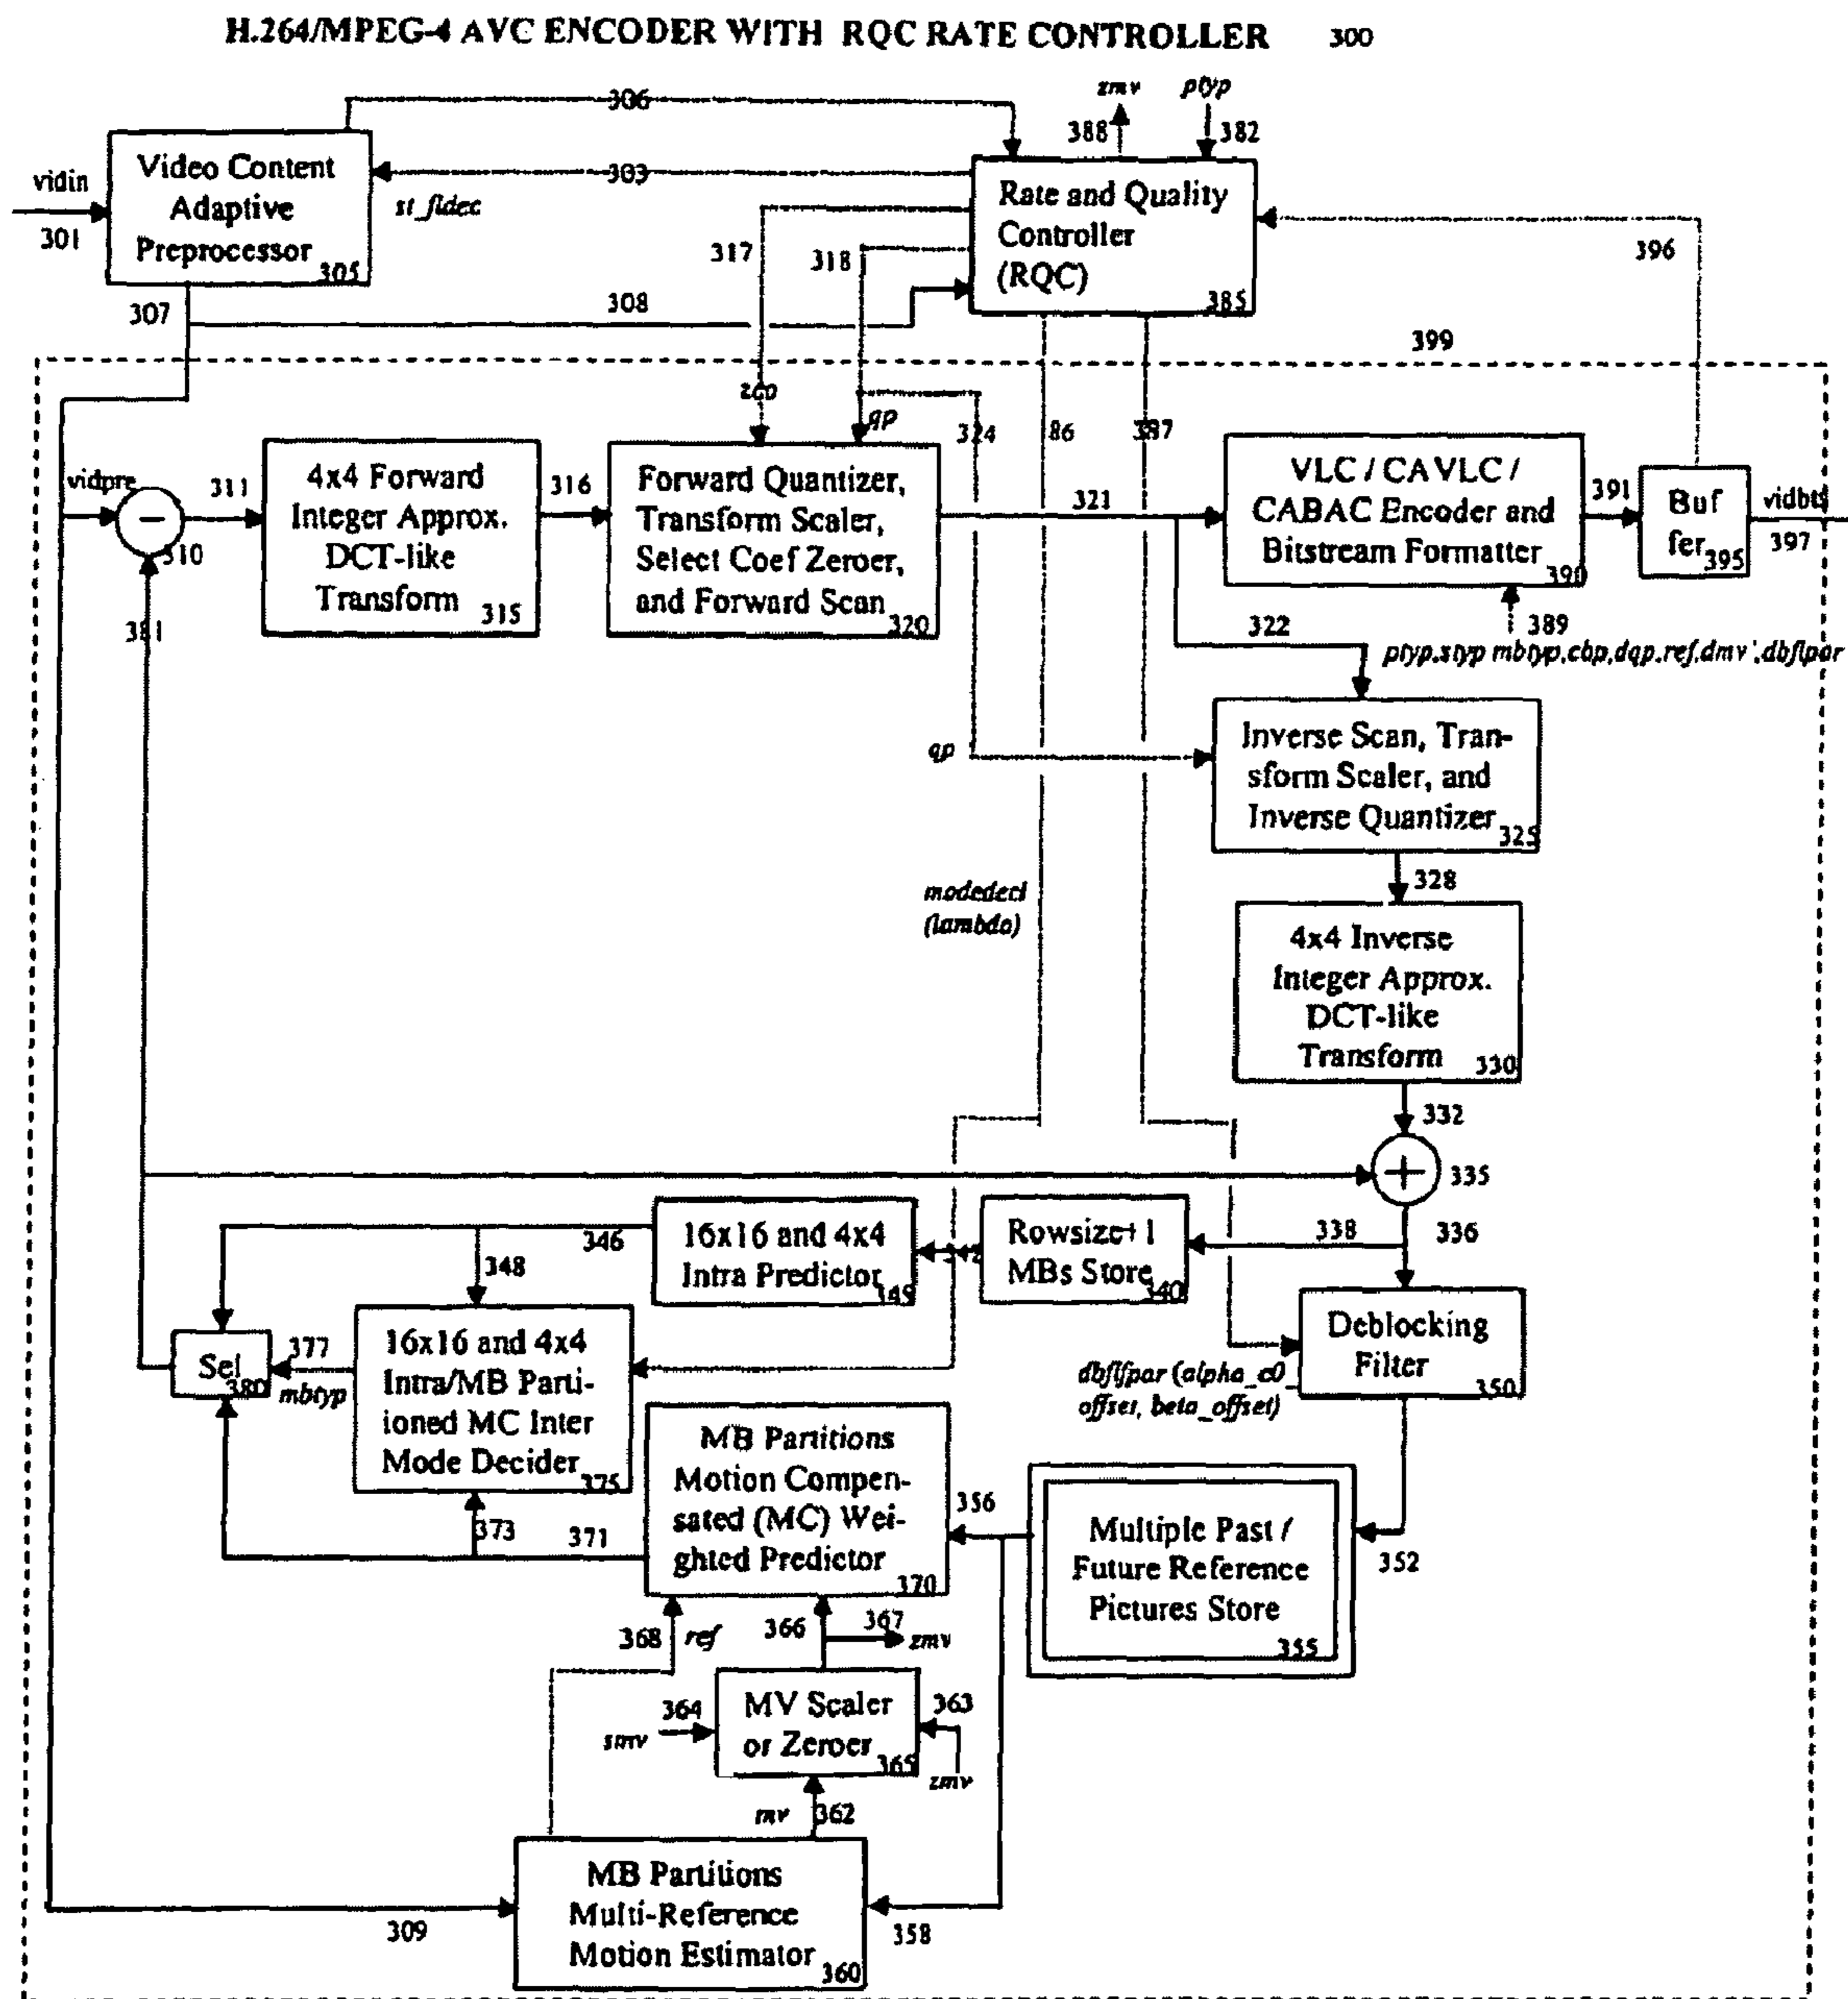 H.264/MPEG-4 AVC ENCODER WITH RQC RATE CONTROLLER 300
306
zmv
ptyp
388
382
vidin
301
Video Content
Adaptive
Preprocessor
305
303
st_fldec
Rate and Quality
Controller
(RQC)
385
317
318
396
307
308
399
zco
qp
324
86
387
vidpre
-
310
311
4x4 Forward
Integer Approx.
DCT-like
Transform
315
316
Forward Quantizer,
Transform Scaler,
Select Coef Zeroer,
and Forward Scan
320
321
VLC / CAVLC /
CABAC Encoder and
Bitstream Formatter
390
391
Buf
fer
395
vidbts
397
381
322
389
ptyp,styp mbtyp,cbp,dqp,ref,dmv',dbflpar
qp
Inverse Scan, Tran-
sform Scaler, and
Inverse Quantizer
325
328
modedecl
(lambda)
4x4 Inverse
Integer Approx.
DCT-like
Transform
330
332
+
335
346
348
16x16 and 4x4
Intra Predictor
345
342
Rowsize+1
MBs Store
340
338
336
Sel
380
377
mbtyp
16x16 and 4x4
Intra/MB Parti-
ioned MC Inter
Mode Decider
375
Deblocking
Filter
350
dbflfpar (alpha_c0_
offset, beta_offset)
373
371
MB Partitions
Motion Compen-
sated (MC) Wei-
ghted Predictor
370
356
Multiple Past /
Future Reference
Pictures Store
355
352
368
ref
366
367
zmv
364
smv
MV Scaler
or Zeroer
365
363
zmv
mv
362
309
MB Partitions
Multi-Reference
Motion Estimator
360
358